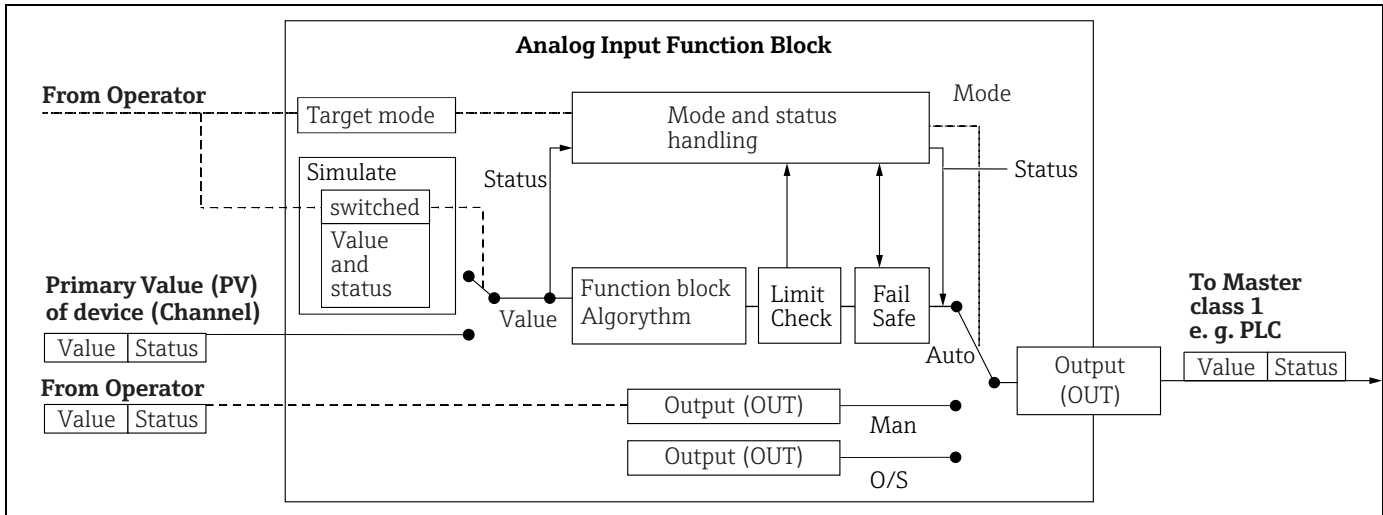 Analog Input Function Block
From Operator
Target mode
Mode and status
handling
Mode
Simulate
switched
Value
and
status
Status
Status
Primary Value (PV)
of device (Channel)
Value Status
Value
Function block
Algorythm
Limit
Check
Fail
Safe
Auto
To Master
class 1
e. g. PLC
Value Status
Output
(OUT)
From Operator
Value Status
Output (OUT)
Man
Output (OUT)
O/S